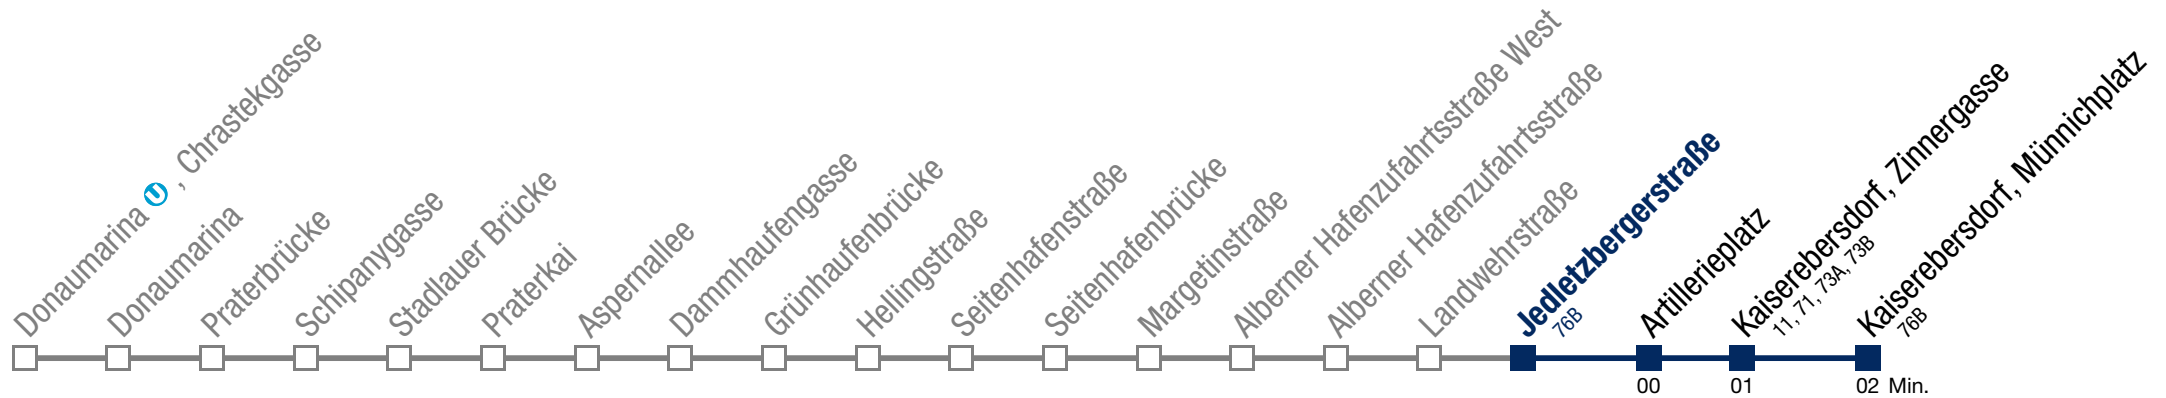 Donaumarina U , Chrastekgasse
Donaumarina
Praterbrücke
Schipanygasse
Stadlauer Brücke
Praterkai
Aspernallee
Dammhaufengasse
Grünhaufenbrücke
Hellingstraße
Seitenhafenstraße
Seitenhafenbrücke
Margetinstraße
Alberner Hafenzufahrtsstraße West
Alberner Hafenzufahrtsstraße
Landwehrstraße
Jedletzbergerstraße
76B
Artillerieplatz
Kaiserebersdorf, Zinnergasse
11, 71, 73A, 73B
Kaiserebersdorf, Münnichplatz
76B
00 01 02 Min.